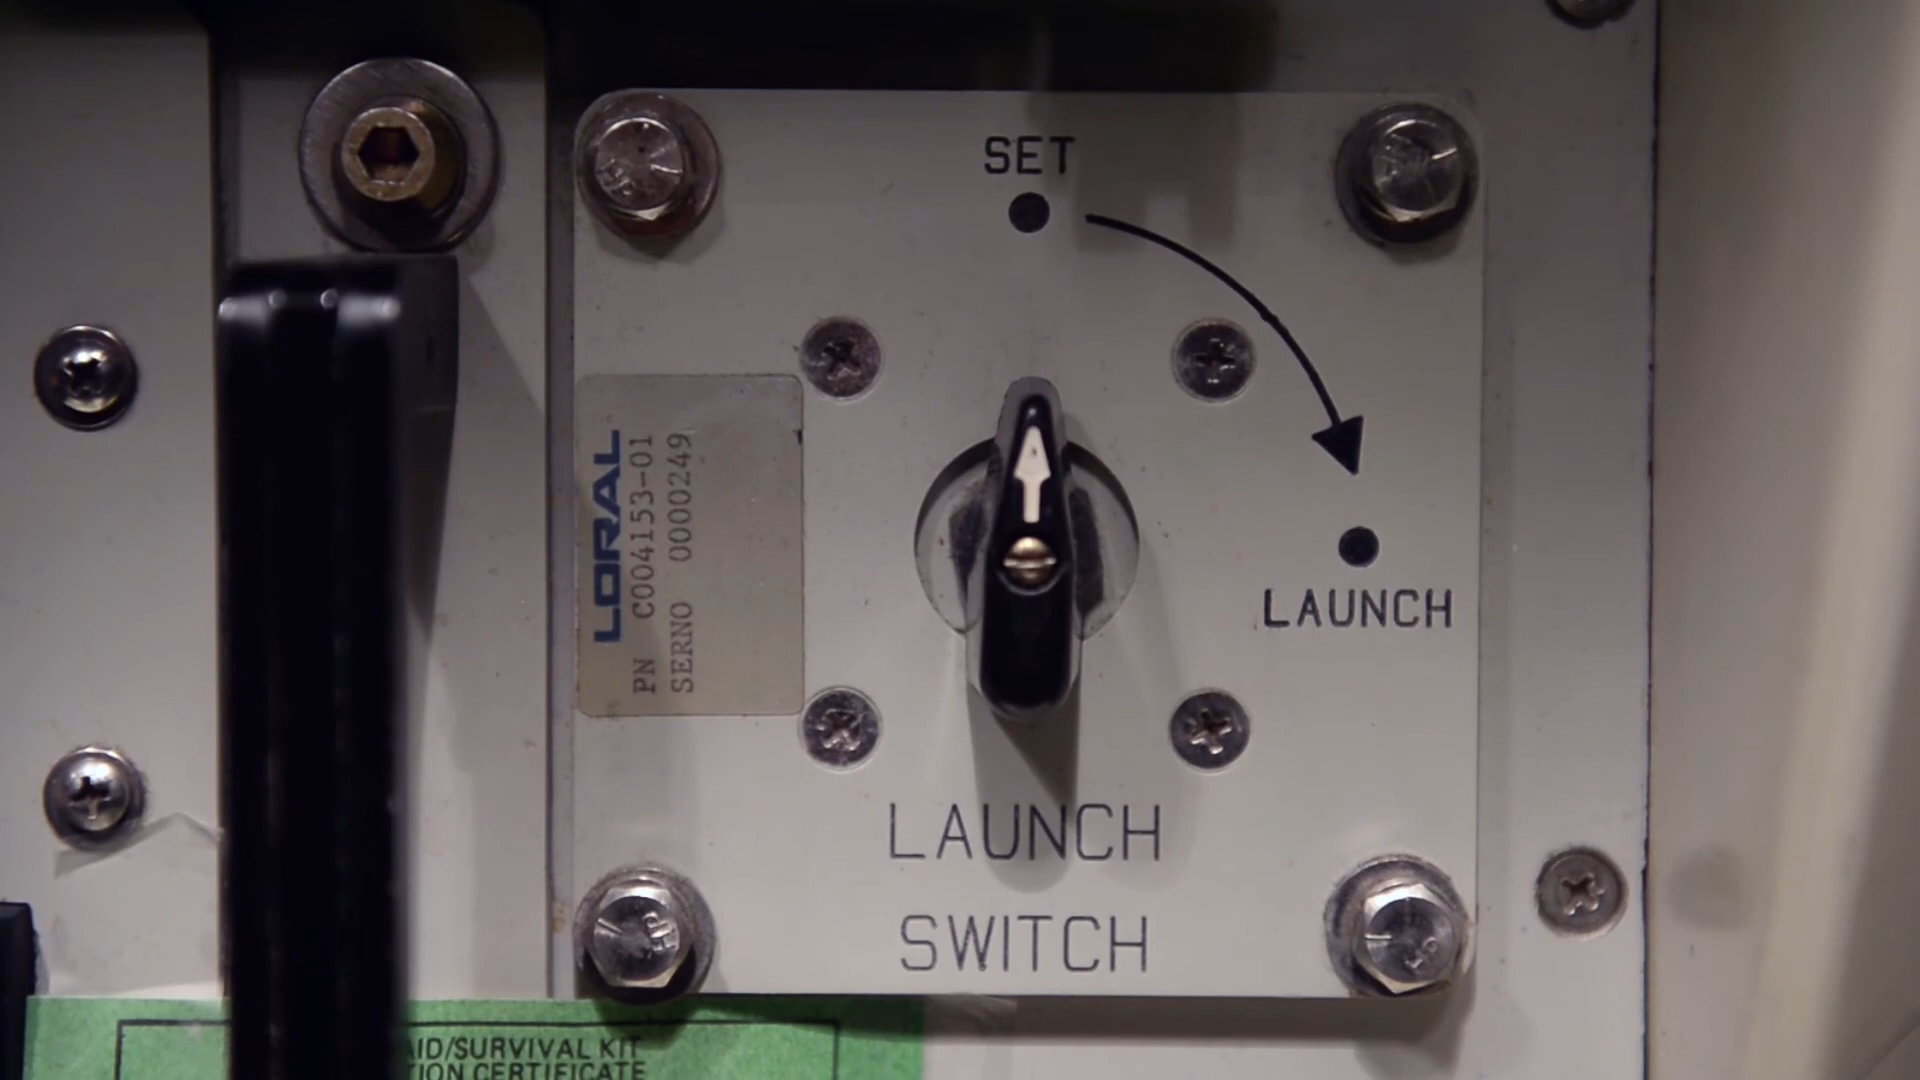 SET
LAUNCH
LORAL
PN C004153-01
SERNO 0000249
LAUNCH
SWITCH
AID/SURVIVAL KIT
TION CERTIFICATE